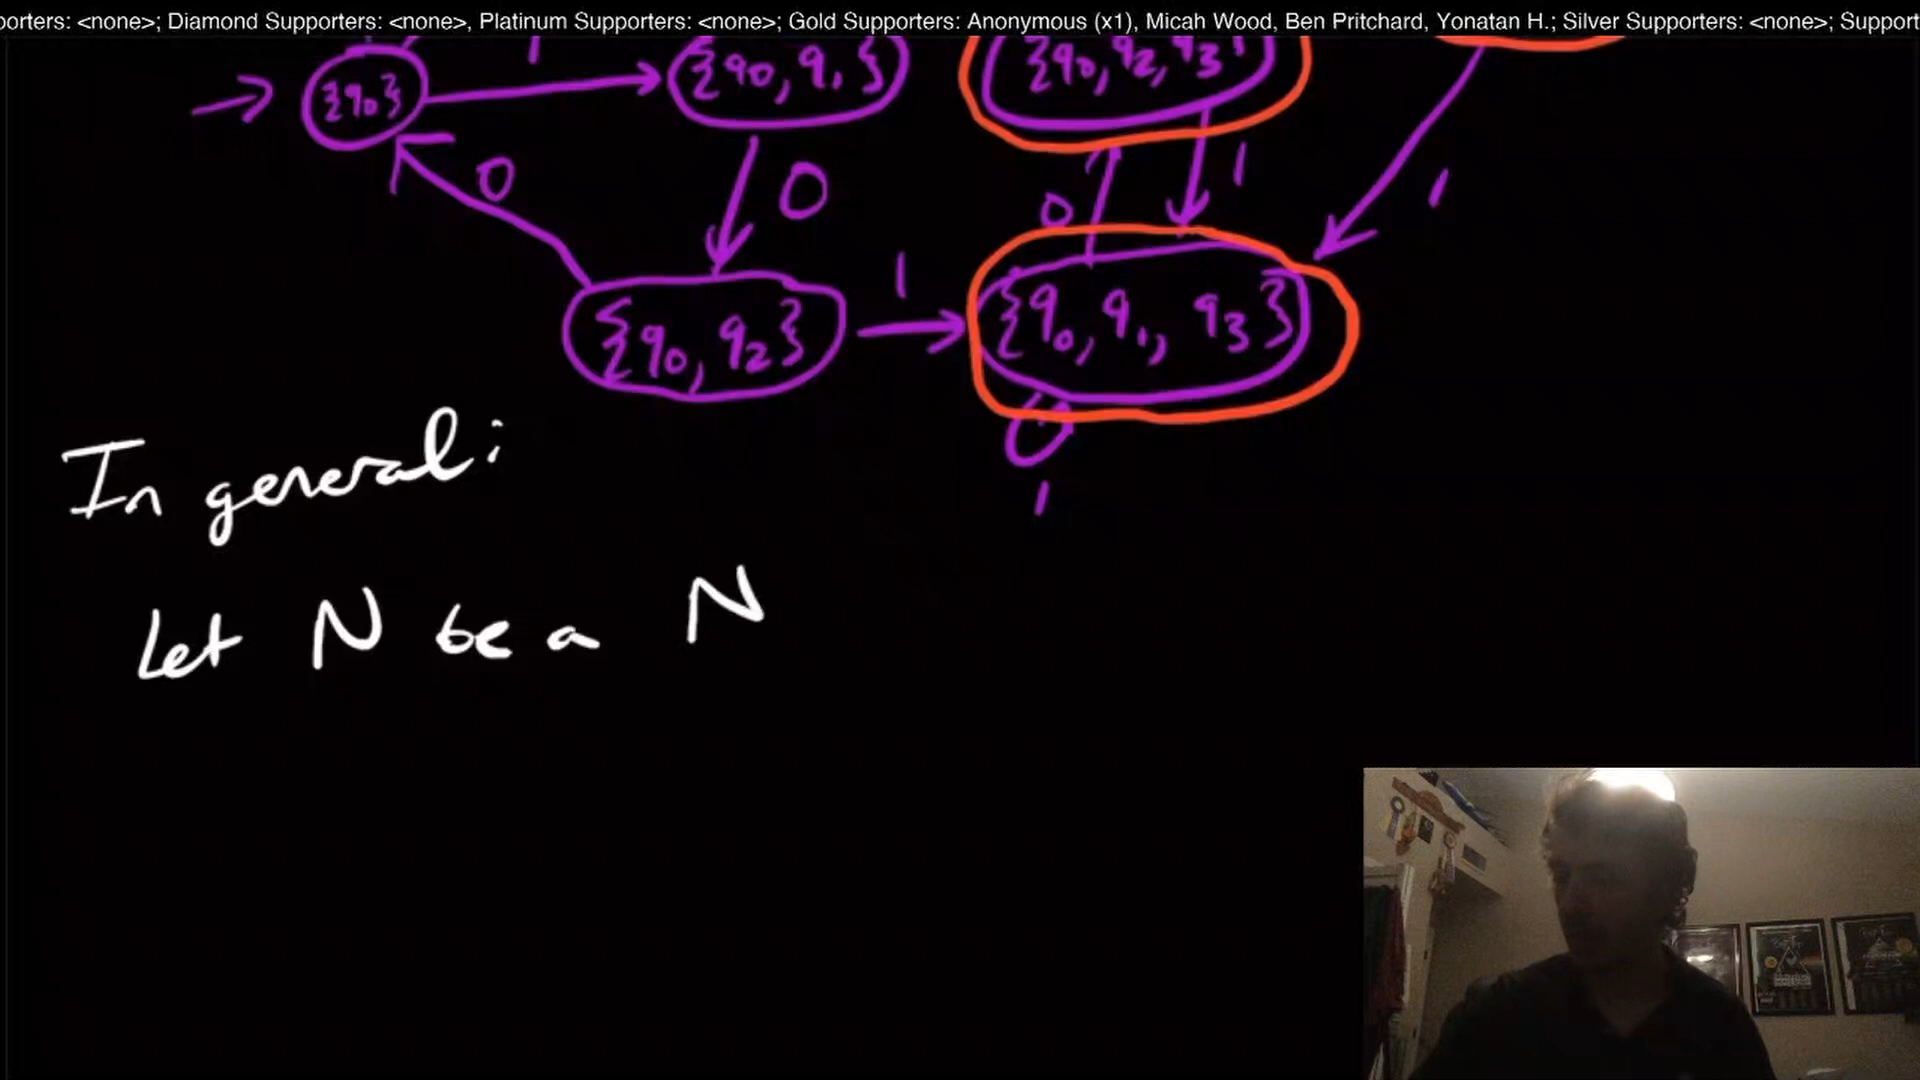 porters: <none>; Diamond Supporters: <none>, Platinum Supporters: <none>; Gold Supporters: Anonymous (x1), Micah Wood, Ben Pritchard, Yonatan H.; Silver Supporters: <none>; Support
1
{q0} {q0, q1} {q0, q2, q3}
0 0 0 1 1
1
{q0, q2} {q0, q1, q3}
1
In general:
Let N be a N